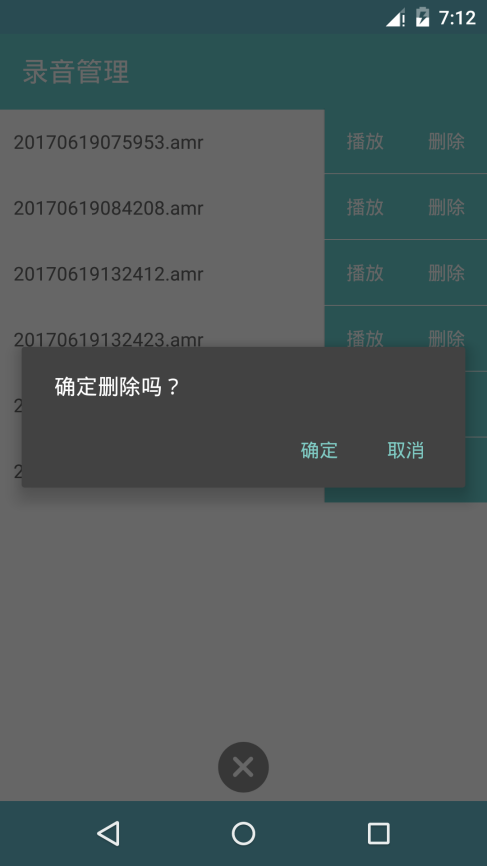 7:12
录音管理
20170619075953.amr 播放 删除
20170619084208.amr 播放 删除
20170619132412.amr 播放 删除
20170619132423.amr 播放 删除
确定删除吗？
2
确定 取消
2